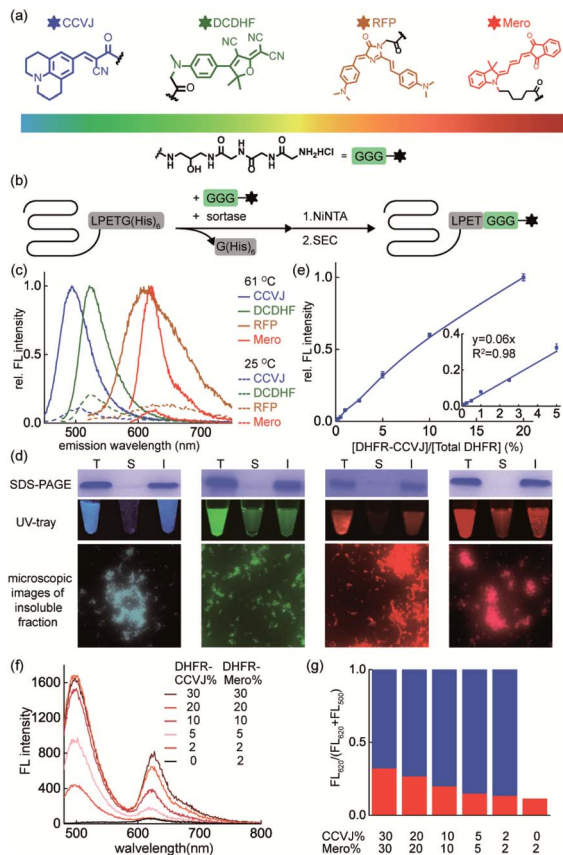 (a)
CCVJ DCDHF RFP Mero
O CN
N
NC CN
CN
O
N
O
O
O
N N
N
N
O
O
N
O
N H OH H N O N H O H N O NH₂HCl = GGG
(b)
+ GGG
+ sortase
1.NiNTA
2.SEC
LPETG(His)₆
G(His)₆
LPET GGG
(c)
rel. FL intensity
1.0
0.5
0.0
500 600 700
emission wavelength (nm)
61 °C
CCVJ
DCDHF
RFP
Mero
25 °C
CCVJ
DCDHF
RFP
Mero
(e)
rel. FL intensity
1.0
0.5
0.0
0 5 10 15 20
[DHFR-CCVJ]/[Total DHFR] (%)
0.4
0.2
0.0
0 1 2 3 4 5
y=0.06x
R²=0.98
(d)
T S I T S I T S I T S I
SDS-PAGE
UV-tray
microscopic
images of
insoluble
fraction
(f)
FL intensity
1600
1200
800
400
0
500 600 700 800
wavelength(nm)
DHFR- DHFR-
CCVJ% Mero%
30 30
20 20
10 10
5 5
2 2
0 2
(g)
FL₆₂₀/(FL₆₂₀+FL₅₀₀)
1.0
0.5
0.0
CCVJ% 30 20 10 5 2 0
Mero% 30 20 10 5 2 2